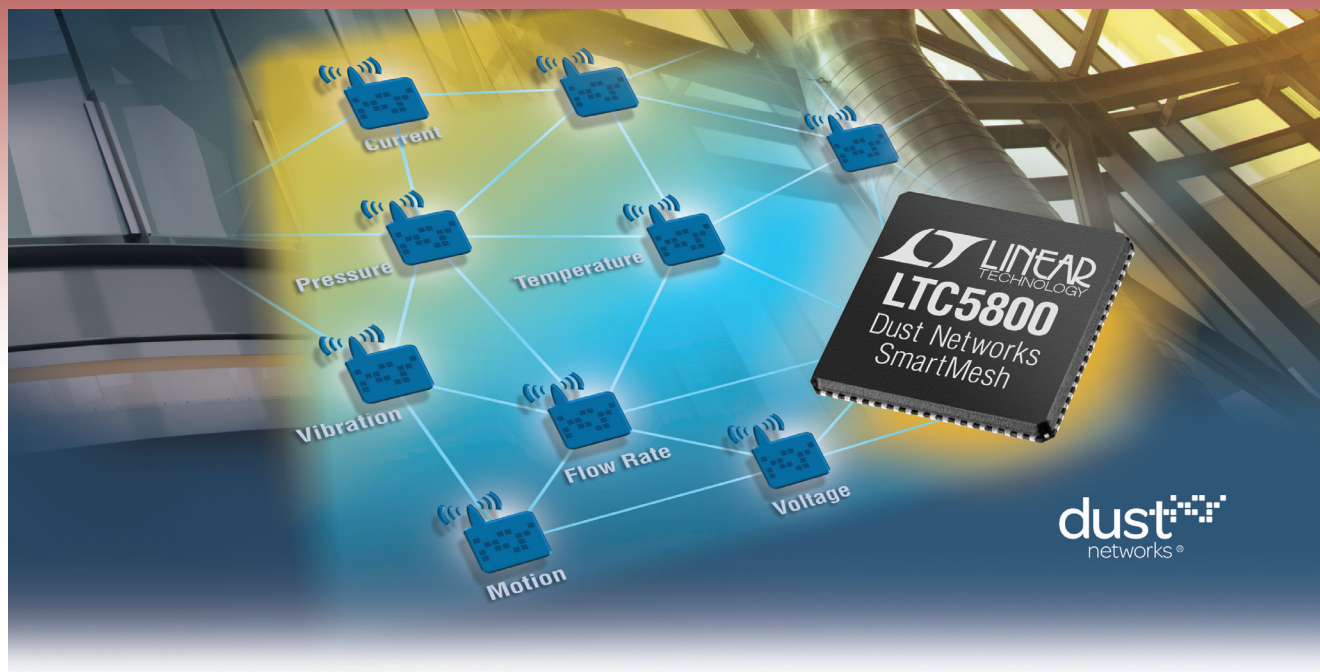 Current
Pressure
Temperature
Vibration
Flow Rate
Voltage
Motion
LINEAR
TECHNOLOGY
LTC5800
Dust Networks
SmartMesh
dust
networks®